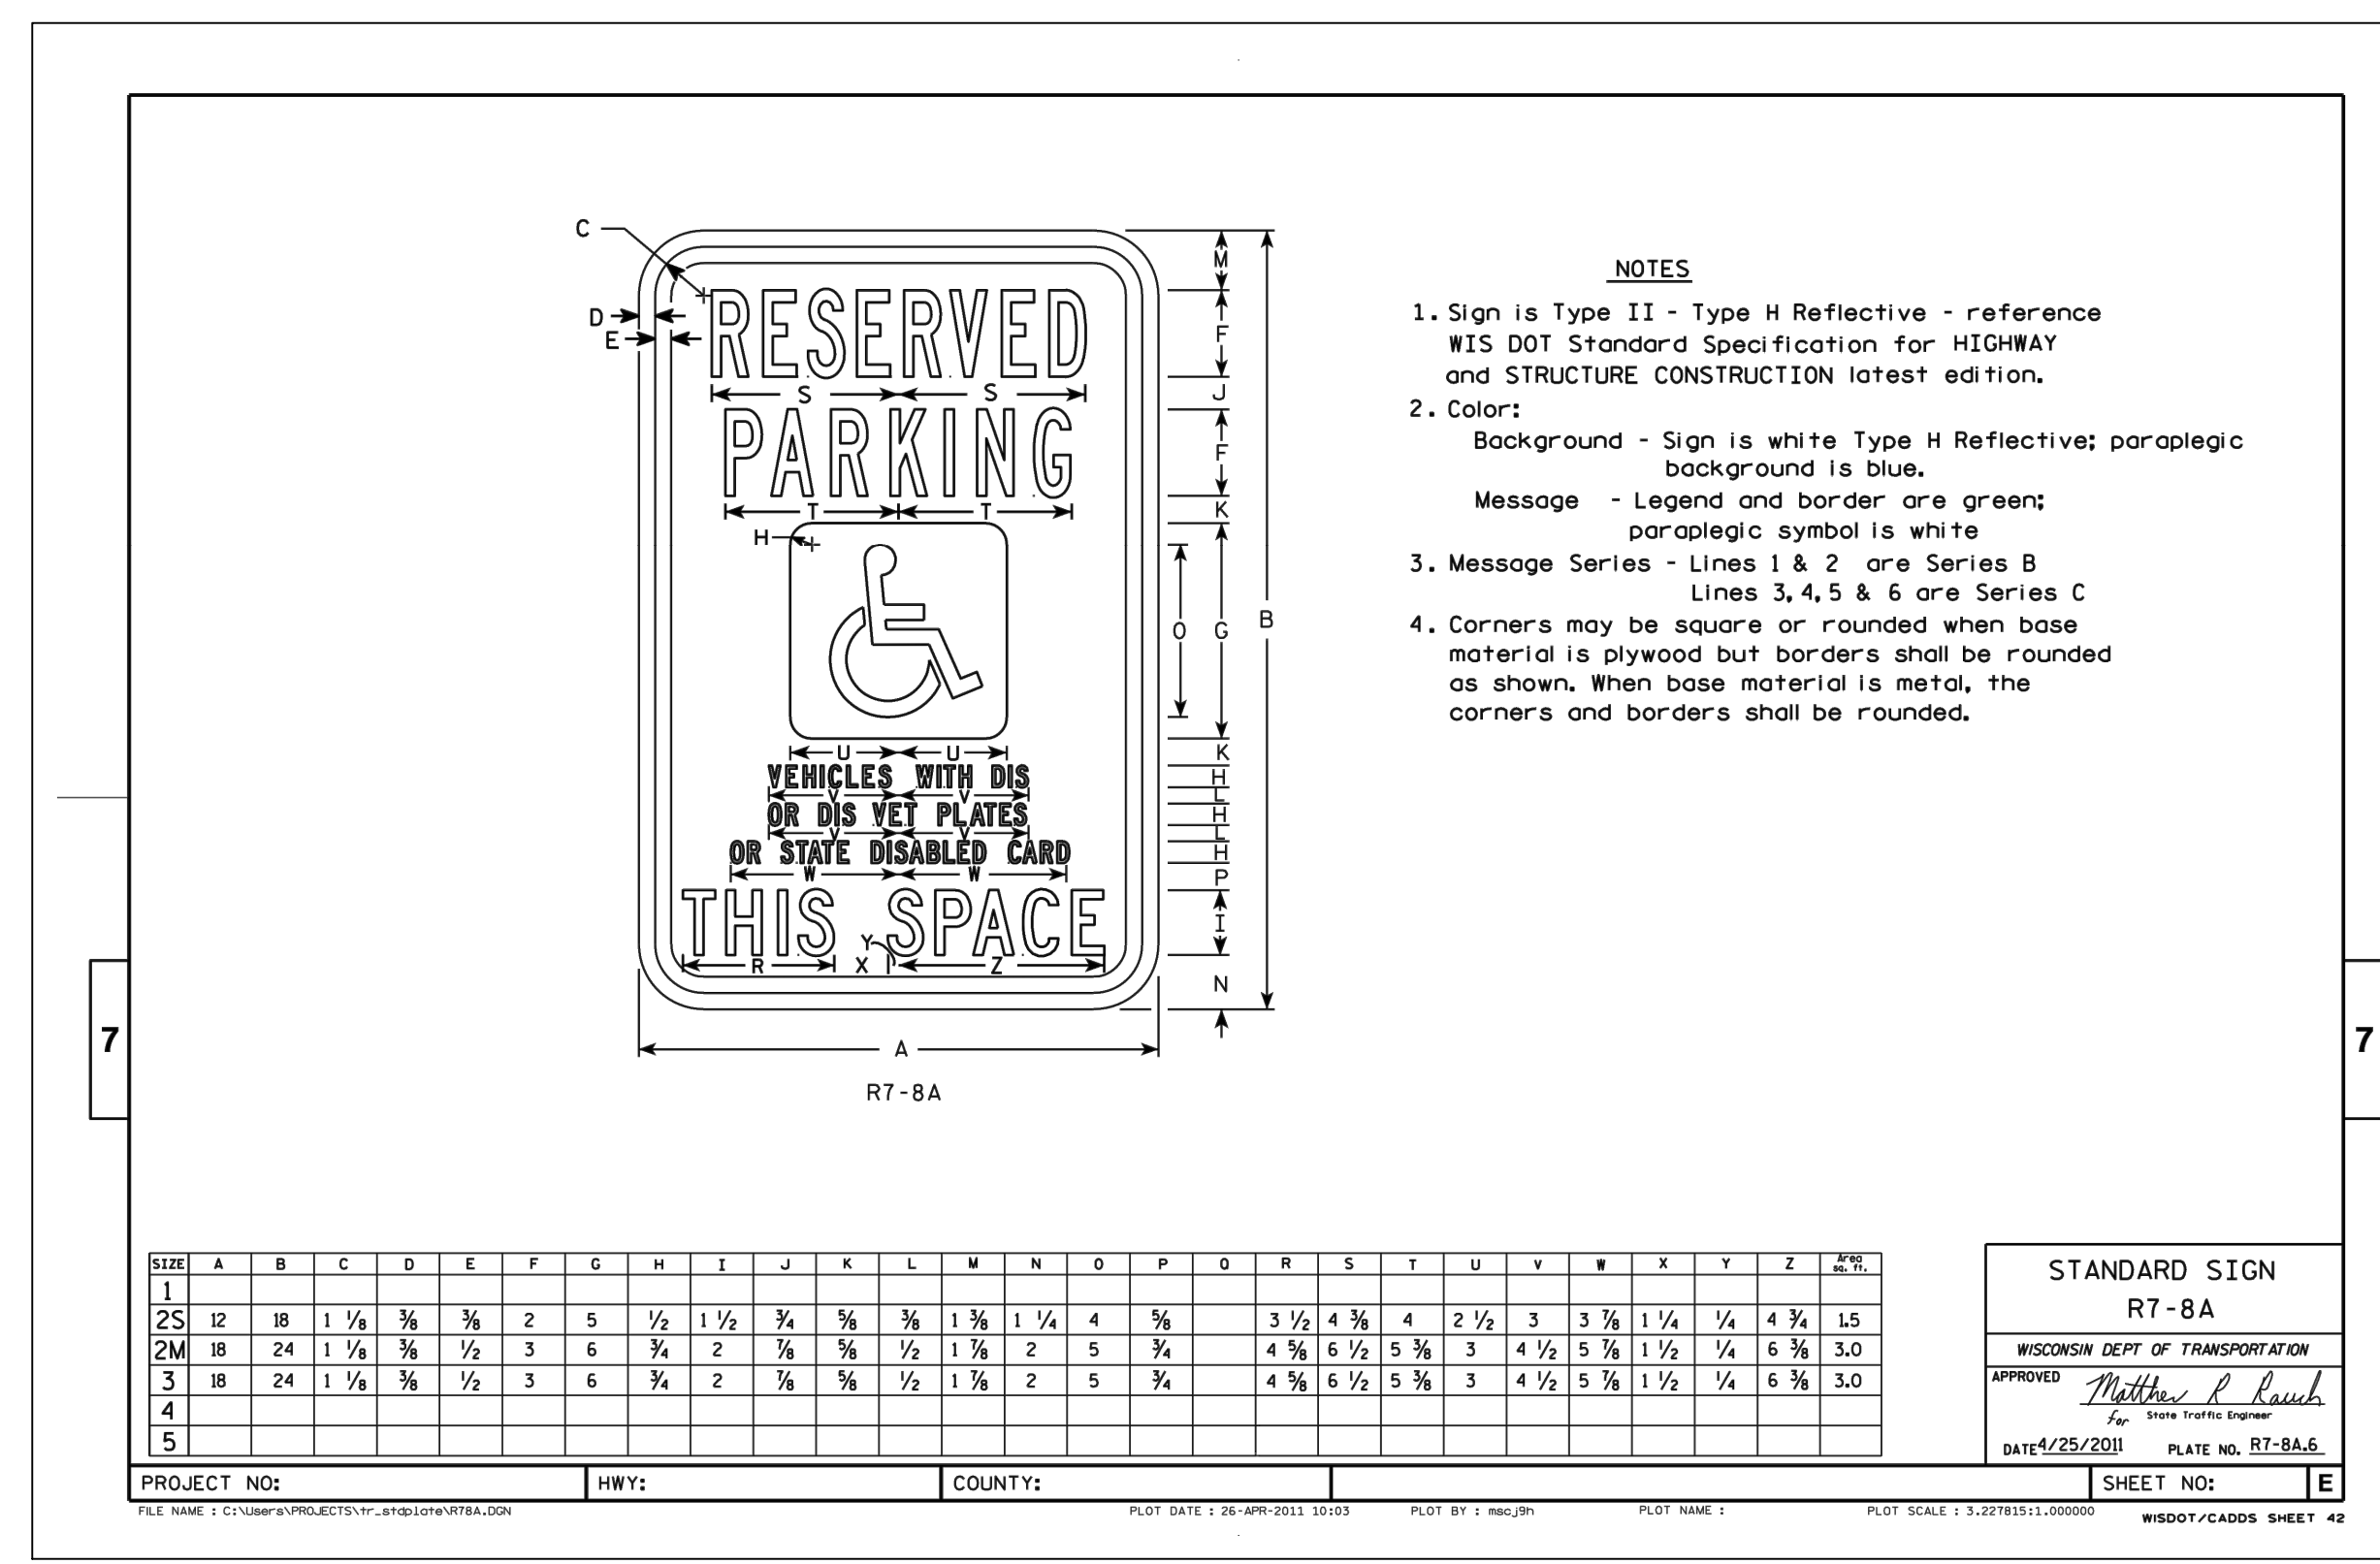 C
D
E
RESERVED
S S
PARKING
T T
H
U U
VEHICLES WITH DIS
V V
OR DIS VET PLATES
V V
OR STATE DISABLED CARD
W W
THIS SPACE
R X Y Z
M
F
J
F
K
O G B
K
H
L
H
L
H
P
I
N
A
R7-8A
NOTES
1. Sign is Type II - Type H Reflective - reference
WIS DOT Standard Specification for HIGHWAY
and STRUCTURE CONSTRUCTION latest edition.
2. Color:
Background - Sign is white Type H Reflective; paraplegic
background is blue.
Message - Legend and border are green;
paraplegic symbol is white
3. Message Series - Lines 1 & 2 are Series B
Lines 3, 4, 5 & 6 are Series C
4. Corners may be square or rounded when base
material is plywood but borders shall be rounded
as shown. When base material is metal, the
corners and borders shall be rounded.
7
7
SIZE A B C D E F G H I J K L M N O P Q R S T U V W X Y Z Area sq. ft.
1
2S 12 18 1 1/8 3/8 3/8 2 5 1/2 1 1/2 3/4 5/8 3/8 1 3/8 1 1/4 4 5/8 3 1/2 4 3/8 4 2 1/2 3 3 7/8 1 1/4 1/4 4 3/4 1.5
2M 18 24 1 1/8 3/8 1/2 3 6 3/4 2 7/8 5/8 1/2 1 7/8 2 5 3/4 4 5/8 6 1/2 5 3/8 3 4 1/2 5 7/8 1 1/2 1/4 6 3/8 3.0
3 18 24 1 1/8 3/8 1/2 3 6 3/4 2 7/8 5/8 1/2 1 7/8 2 5 3/4 4 5/8 6 1/2 5 3/8 3 4 1/2 5 7/8 1 1/2 1/4 6 3/8 3.0
4
5
STANDARD SIGN
R7-8A
WISCONSIN DEPT OF TRANSPORTATION
APPROVED Matthew R Rauch
for State Traffic Engineer
DATE 4/25/2011 PLATE NO. R7-8A.6
PROJECT NO: HWY: COUNTY: SHEET NO: E
FILE NAME : C:\Users\PROJECTS\tr_stdplate\R78A.DGN PLOT DATE : 26-APR-2011 10:03 PLOT BY : mscj9h PLOT NAME : PLOT SCALE : 3.227815:1.000000
WISDOT/CADDS SHEET 42